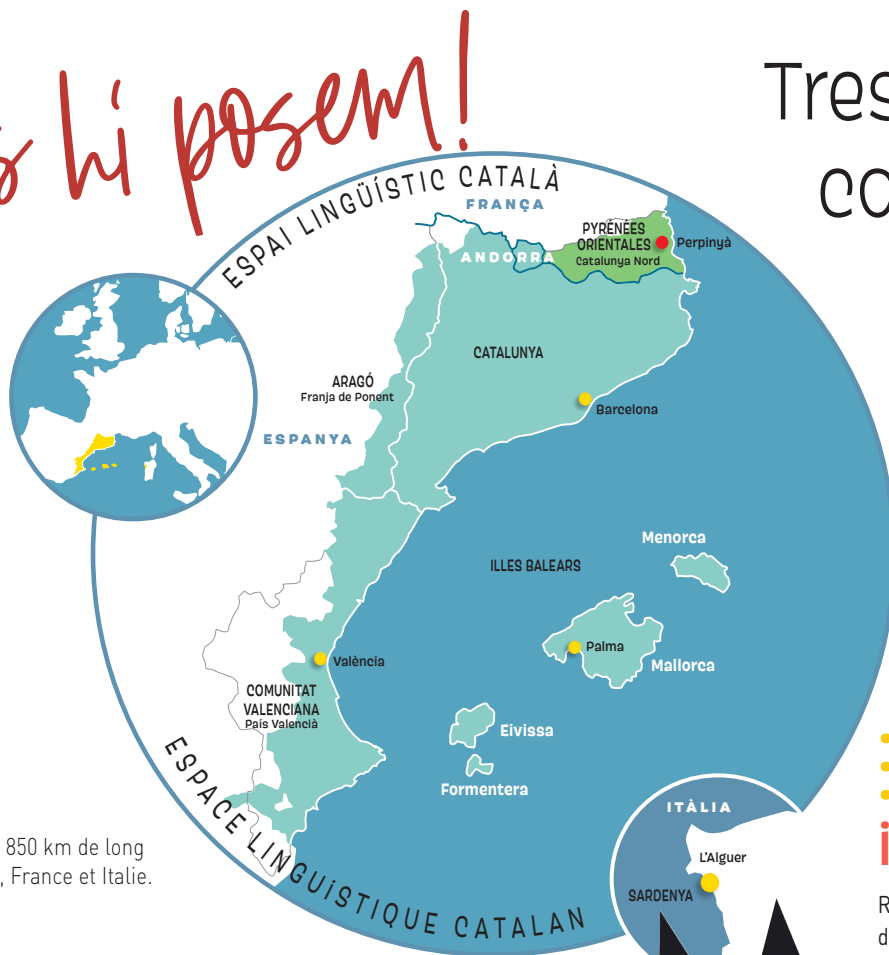 hi posem!
Tres
ESPAI LINGÜÍSTIC CATALÀ
FRANÇA
PYRÉNÉES
ORIENTALES
Catalunya Nord
Perpinyà
ANDORRA
CATALUNYA
ARAGÓ
Franja de Ponent
Barcelona
ESPANYA
Menorca
ILLES BALEARS
Palma
Mallorca
València
COMUNITAT
VALENCIANA
País Valencià
Eivissa
Formentera
ITÀLIA
L'Alguer
SARDENYA
850 km de long
, France et Italie.
ESPACE LINGUiSTIQUE CATALAN